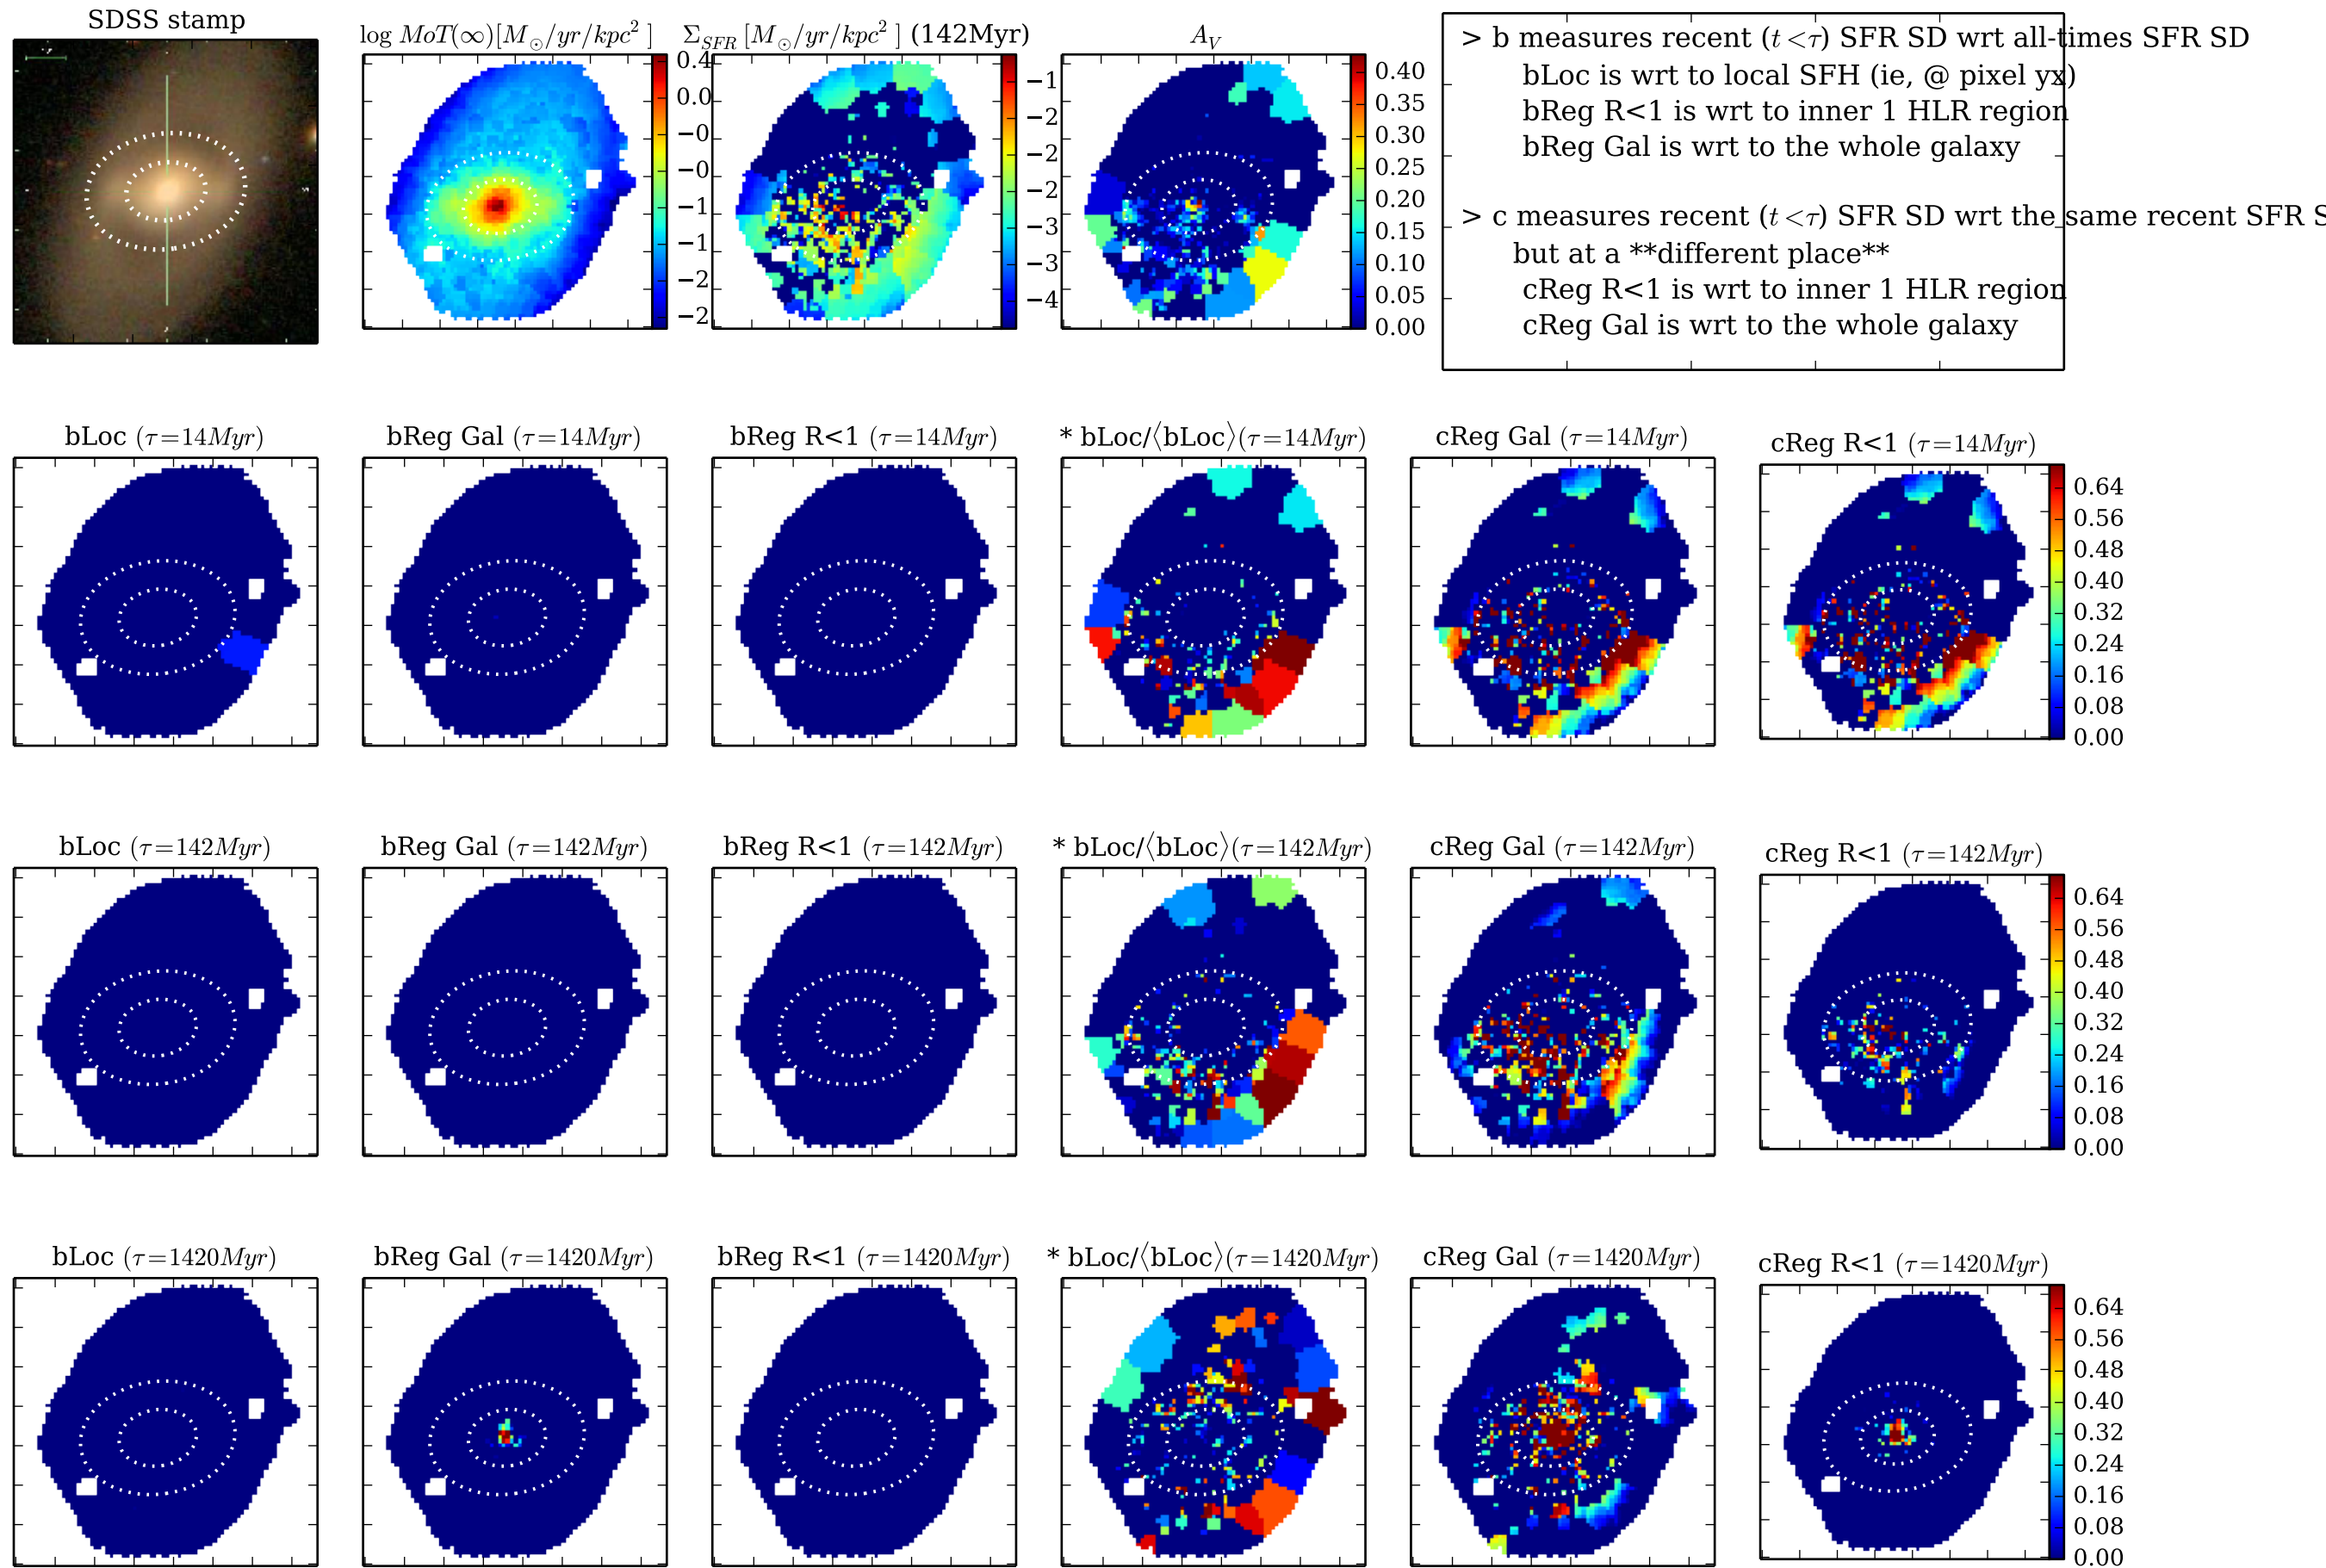 SDSS stamp
log MoT(∞)[M⊙/yr/kpc² ]
Σ_SFR [M⊙/yr/kpc² ] (142Myr)
A_V
0.4
0.0
−0
−0
−1
−1
−2
−2
−1
−2
−2
−2
−3
−3
−4
0.40
0.35
0.30
0.25
0.20
0.15
0.10
0.05
0.00
> b measures recent (t<τ) SFR SD wrt all-times SFR SD
bLoc is wrt to local SFH (ie, @ pixel yx)
bReg R<1 is wrt to inner 1 HLR region
bReg Gal is wrt to the whole galaxy
> c measures recent (t<τ) SFR SD wrt the same recent SFR S
but at a **different place**
cReg R<1 is wrt to inner 1 HLR region
cReg Gal is wrt to the whole galaxy
bLoc (τ=14Myr)
bReg Gal (τ=14Myr)
bReg R<1 (τ=14Myr)
* bLoc/⟨bLoc⟩(τ=14Myr)
cReg Gal (τ=14Myr)
cReg R<1 (τ=14Myr)
0.64
0.56
0.48
0.40
0.32
0.24
0.16
0.08
0.00
bLoc (τ=142Myr)
bReg Gal (τ=142Myr)
bReg R<1 (τ=142Myr)
* bLoc/⟨bLoc⟩(τ=142Myr)
cReg Gal (τ=142Myr)
cReg R<1 (τ=142Myr)
0.64
0.56
0.48
0.40
0.32
0.24
0.16
0.08
0.00
bLoc (τ=1420Myr)
bReg Gal (τ=1420Myr)
bReg R<1 (τ=1420Myr)
* bLoc/⟨bLoc⟩(τ=1420Myr)
cReg Gal (τ=1420Myr)
cReg R<1 (τ=1420Myr)
0.64
0.56
0.48
0.40
0.32
0.24
0.16
0.08
0.00